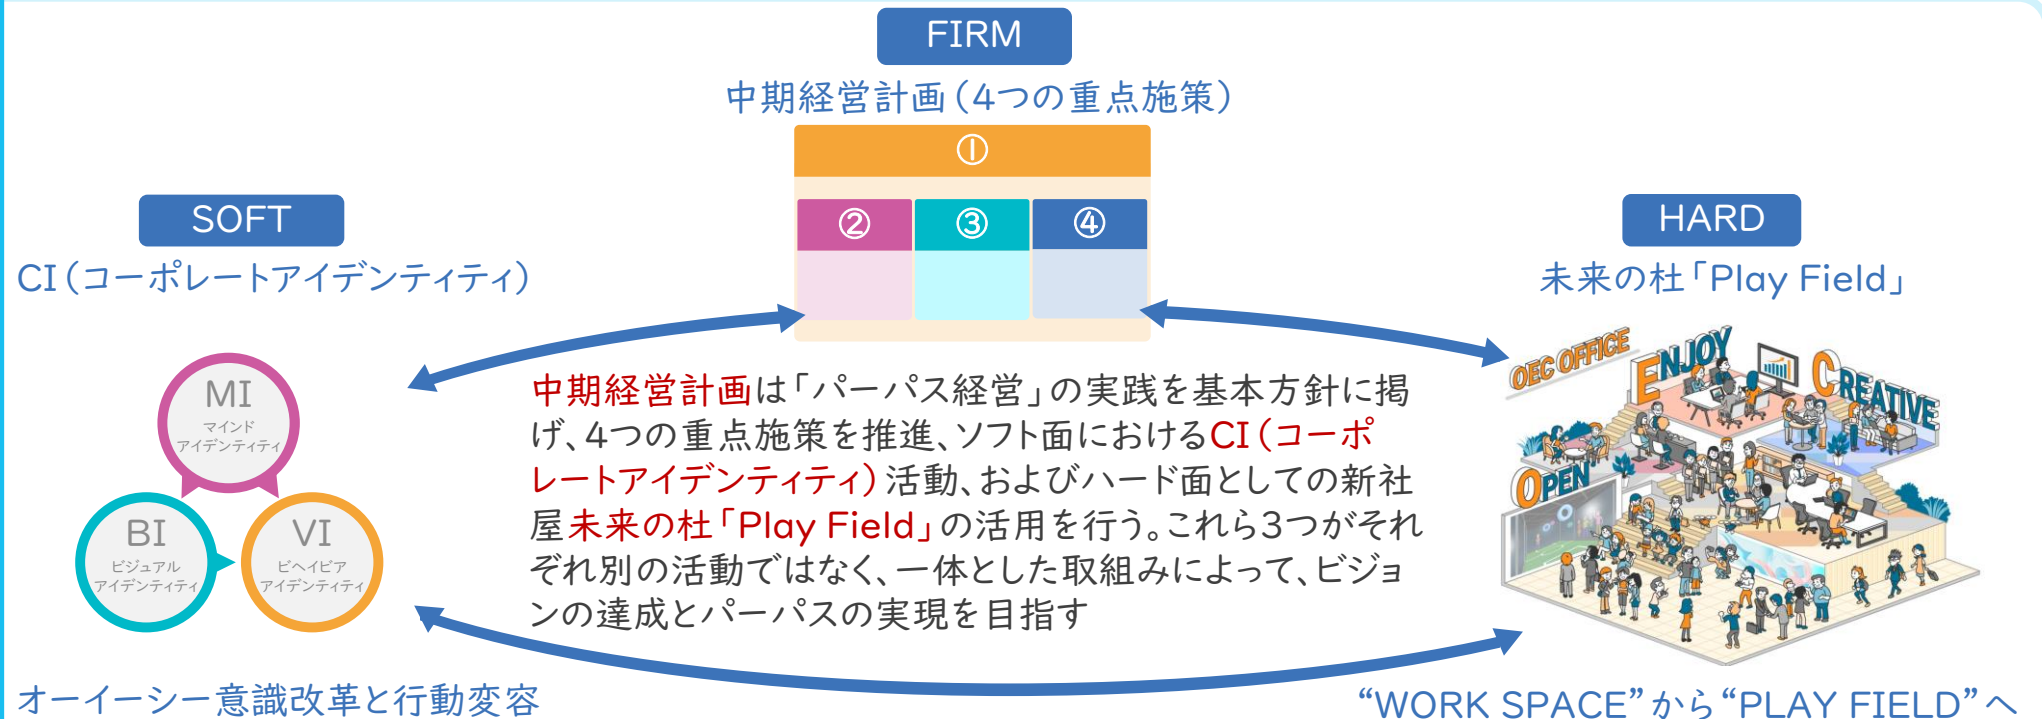 FIRM
中期経営計画（4つの重点施策）
①
②
③
④
SOFT
CI（コーポレートアイデンティティ）
MI
マインド
アイデンティティ
BI
ビジュアル
アイデンティティ
VI
ビヘイビア
アイデンティティ
オーイーシー意識改革と行動変容
中期経営計画は「パーパス経営」の実践を基本方針に掲
げ、4つの重点施策を推進、ソフト面におけるCI（コーポ
レートアイデンティティ）活動、およびハード面としての新社
屋未来の杜「Play Field」の活用を行う。これら3つがそれ
ぞれ別の活動ではなく、一体とした取組みによって、ビジョ
ンの達成とパーパスの実現を目指す
HARD
未来の杜「Play Field」
OEC OFFICE
ENJOY
CREATIVE
OPEN
“WORK SPACE”から“PLAY FIELD”へ